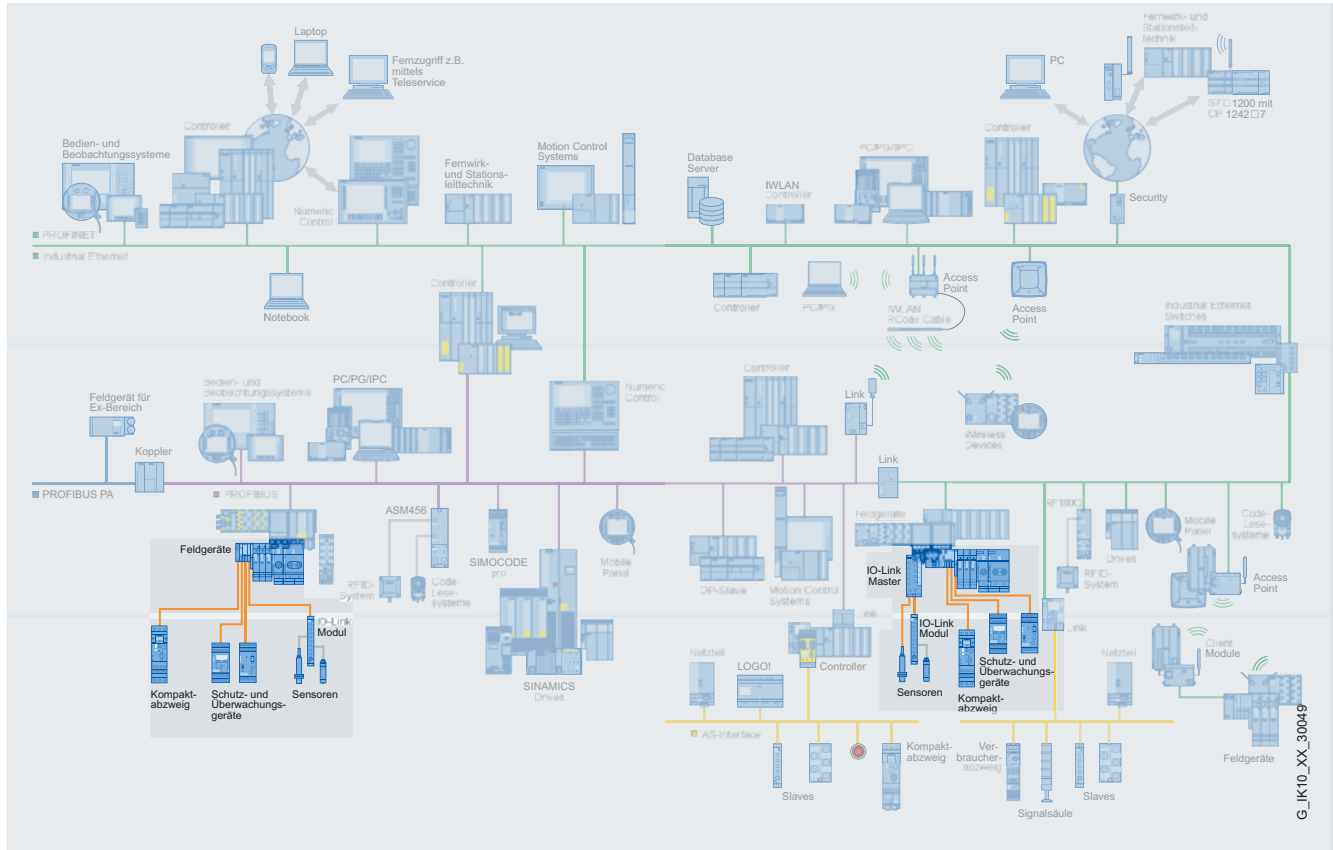 Laptop
Fernzugriff z.B.
mittels
Teleservice
Controller
Bedien- und
Beobachtungssysteme
Numeric
Control
Fernwirk-
und Stations-
leittechnik
Motion Control
Systems
Database
Server
IWLAN
Controller
PC/PG/IPC
Controller
PC
Fernwirk- und
Stationsleit-
technik
1200 mit
Security
PROFINET
Industrial Ethernet
Notebook
Controller
Controller
PC/PG
IWLAN
RCoax Cable
Access
Point
Access
Point
Industrial Ethernet
Switches
Feldgerät für
Ex-Bereich
Koppler
Bedien- und
Beobachtungssysteme
PC/PG/IPC
Numeric
Control
Controller
Link
Wireless
Devices
Link
PROFIBUS PA
PROFIBUS
ASM456
SIMOCODE
pro
Mobile
Panel
Feldgeräte
RFID-
System
Code-
Lese-
systeme
DP-Slave
Motion Control
Systems
Feldgeräte
IO-Link
Master
RFID-
System
Drives
Mobile
Panel
Code-
Lese-
systeme
Access
Point
IO-Link
Modul
Kompakt-
abzweig
Schutz- und
Überwachungs-
geräte
Sensoren
SINAMICS
Drives
Netzteil
LOGO!
Controller
Link
IO-Link
Modul
Sensoren
Kompakt-
abzweig
Schutz- und
Überwachungs-
geräte
Link
Netzteil
Client
Module
AS-Interface
Slaves
Kompakt-
abzweig
Ver-
braucher-
abzweig
Signalsäule
Slaves
Feldgeräte
G_IK10_XX_30049